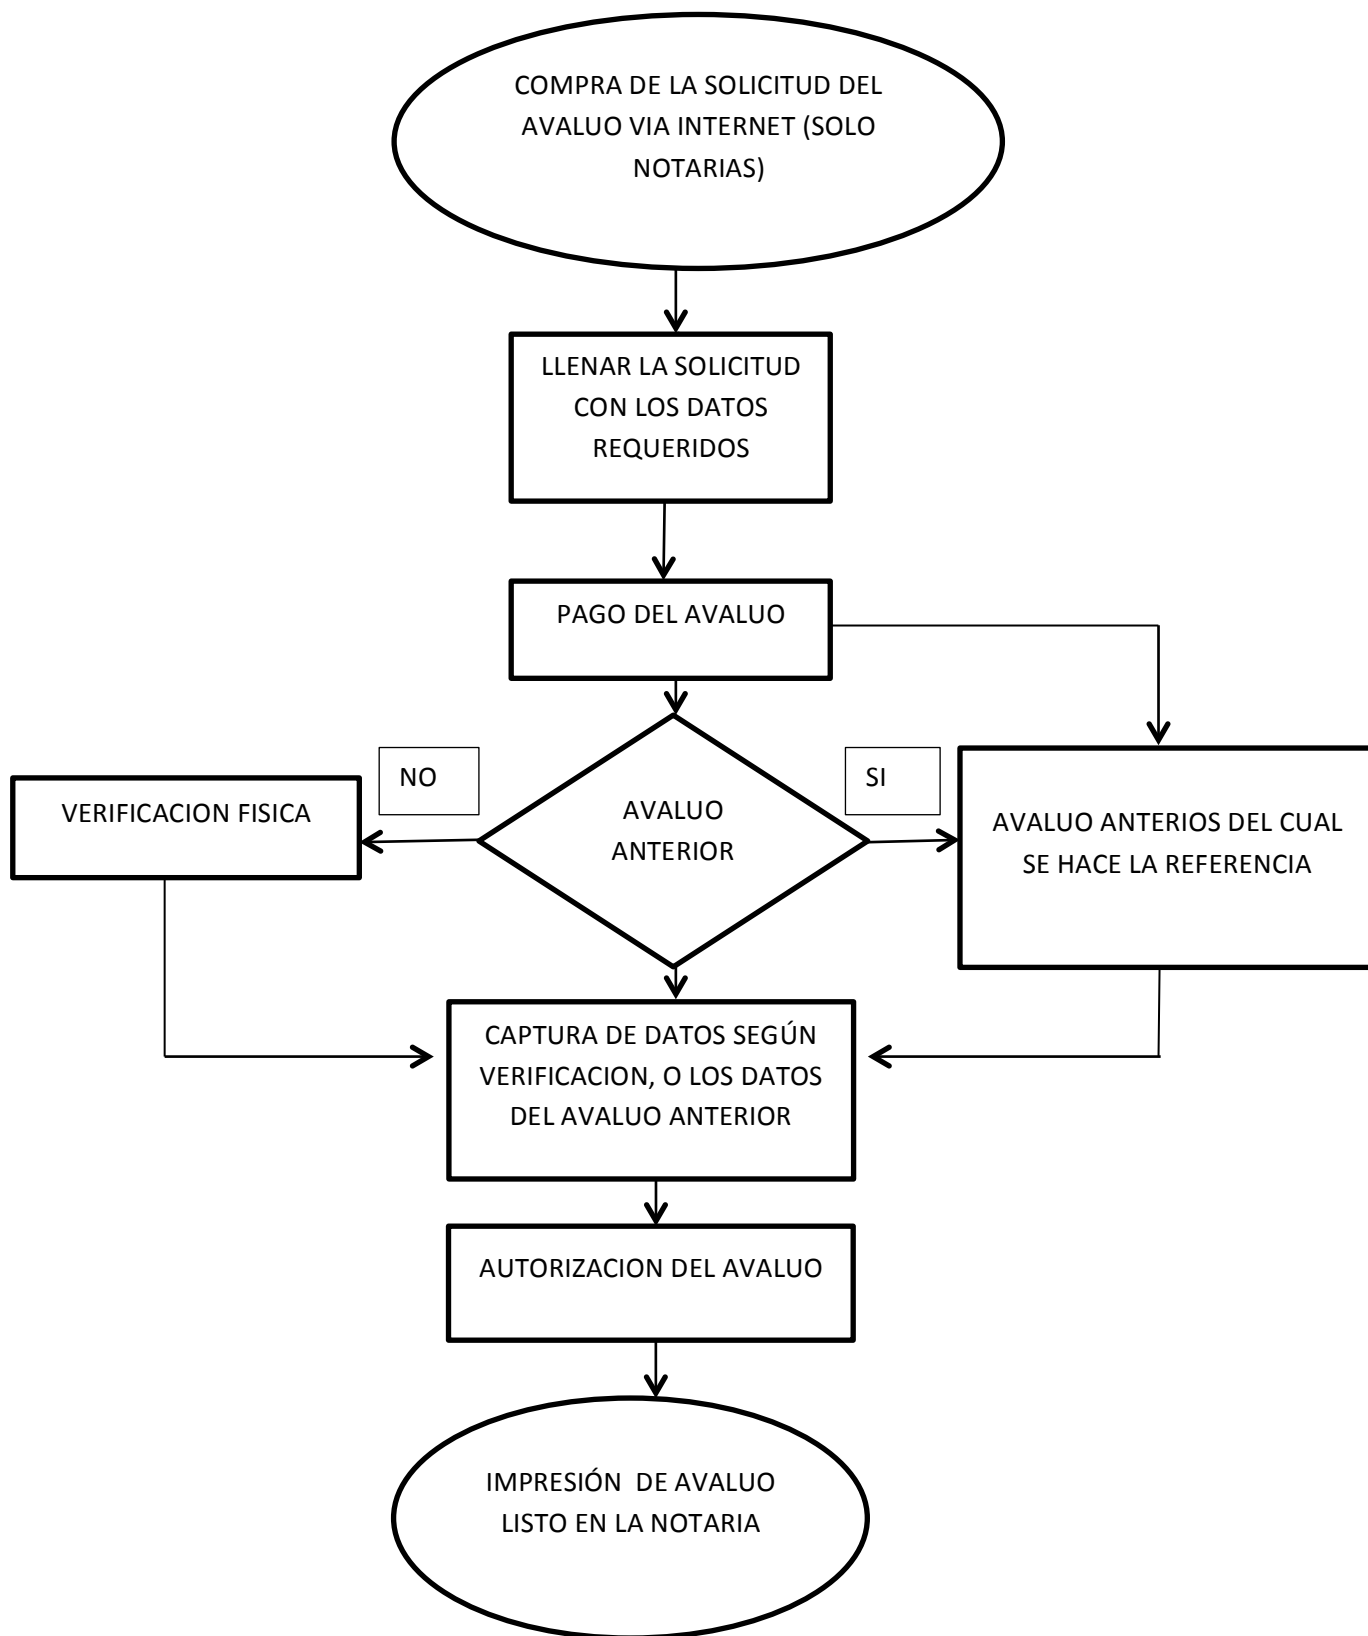 COMPRA DE LA SOLICITUD DEL
AVALUO VIA INTERNET (SOLO
NOTARIAS)
LLENAR LA SOLICITUD
CON LOS DATOS
REQUERIDOS
PAGO DEL AVALUO
NO
SI
VERIFICACION FISICA
AVALUO
ANTERIOR
AVALUO ANTERIOS DEL CUAL
SE HACE LA REFERENCIA
CAPTURA DE DATOS SEGÚN
VERIFICACION, O LOS DATOS
DEL AVALUO ANTERIOR
AUTORIZACION DEL AVALUO
IMPRESIÓN  DE AVALUO
LISTO EN LA NOTARIA